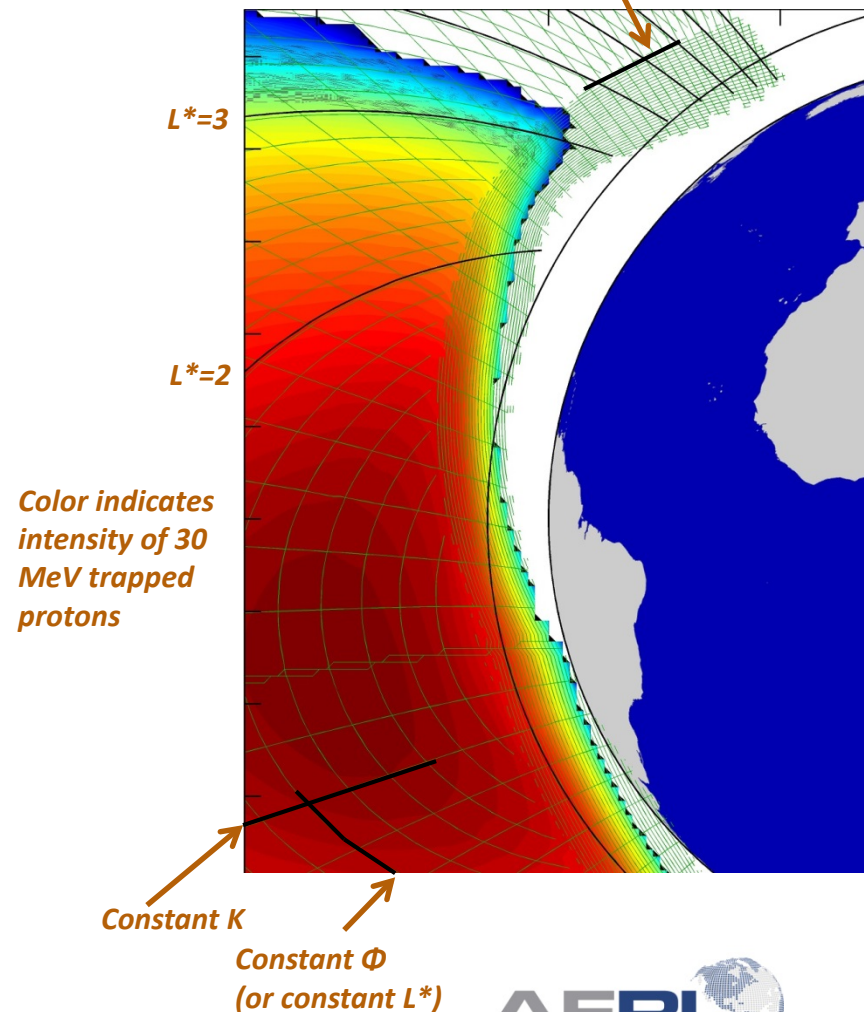 L*=3
L*=2
Color indicates
intensity of 30
MeV trapped
protons
Constant K
Constant Φ
(or constant L*)